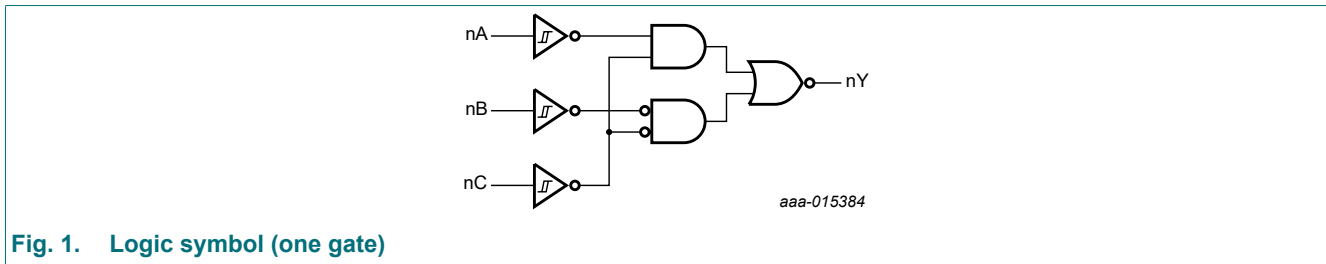 nA
nY
nB
nC
aaa-015384
Fig. 1. Logic symbol (one gate)